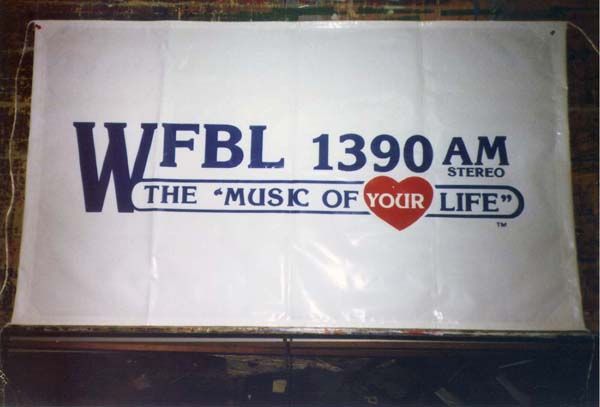 WFBL 1390 AM
STEREO
THE "MUSIC OF YOUR LIFE"
TM